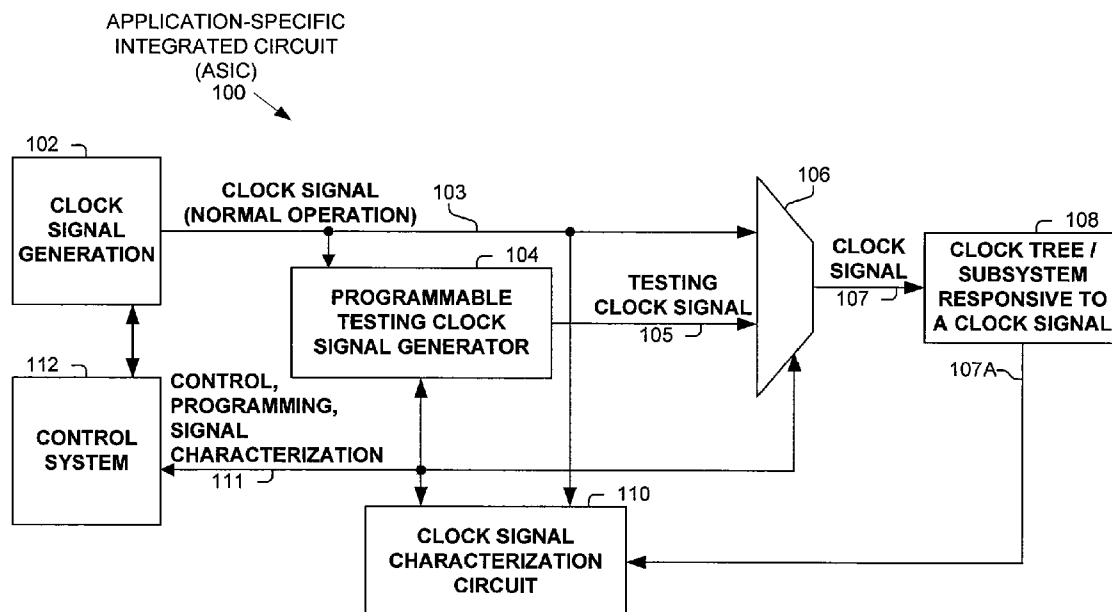 APPLICATION-SPECIFIC
INTEGRATED CIRCUIT
(ASIC)
100
102
CLOCK
SIGNAL
GENERATION
CLOCK SIGNAL
(NORMAL OPERATION)
103
104
PROGRAMMABLE
TESTING CLOCK
SIGNAL GENERATOR
TESTING
CLOCK SIGNAL
105
106
CLOCK
SIGNAL
107
108
CLOCK TREE /
SUBSYSTEM
RESPONSIVE TO
A CLOCK SIGNAL
107A
112
CONTROL
SYSTEM
CONTROL,
PROGRAMMING,
SIGNAL
CHARACTERIZATION
111
110
CLOCK SIGNAL
CHARACTERIZATION
CIRCUIT